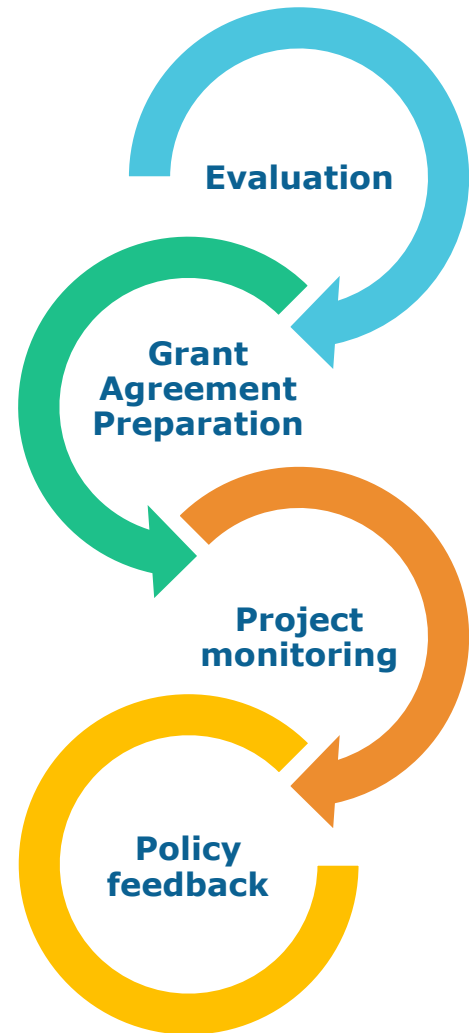 Evaluation
Grant
Agreement
Preparation
Project
monitoring
Policy
feedback